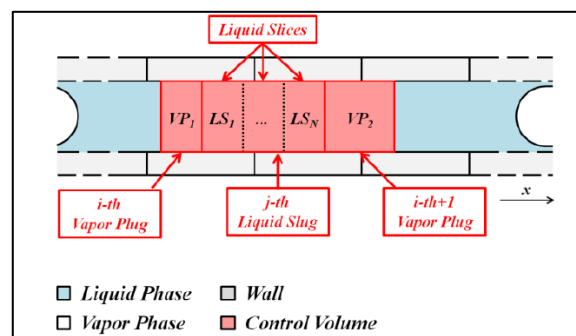 Liquid Slices
VP1 LS1 ... LSN VP2
i-th
Vapor Plug
j-th
Liquid Slug
i-th+1
Vapor Plug
x
Liquid Phase Wall
Vapor Phase Control Volume